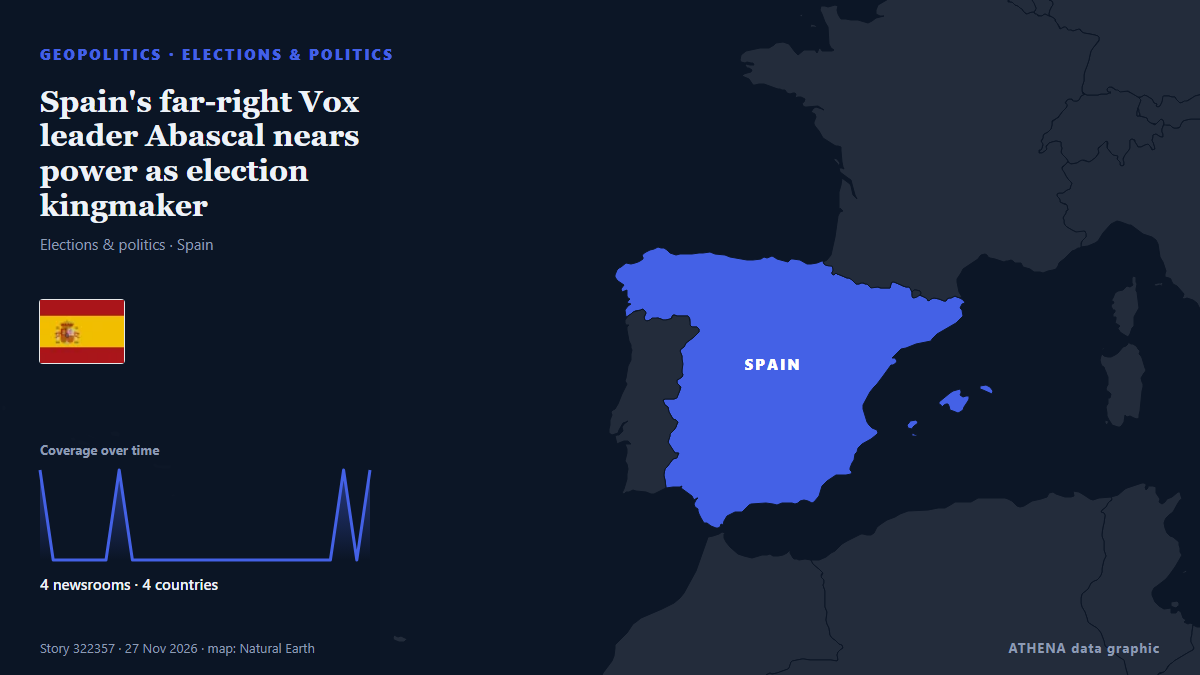 GEOPOLITICS · ELECTIONS & POLITICS
Spain's far-right Vox
leader Abascal nears
power as election
kingmaker
Elections & politics · Spain
SPAIN
Coverage over time
4 newsrooms · 4 countries
Story 322357 · 27 Nov 2026 · map: Natural Earth
ATHENA data graphic